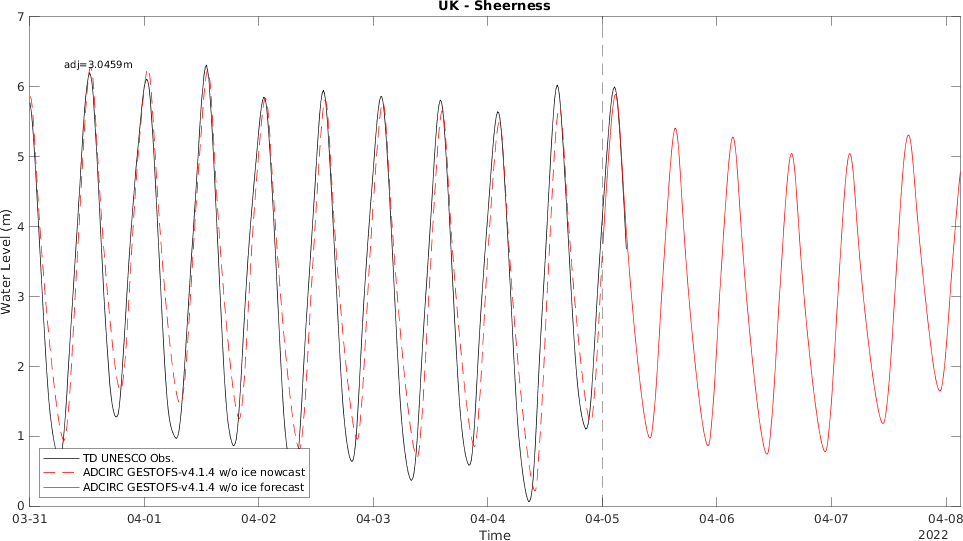 UK - Sheerness
adj=3.0459m
7
6
5
4
3
2
1
0
Water Level (m)
TD UNESCO Obs.
ADCIRC GESTOFS-v4.1.4 w/o ice nowcast
ADCIRC GESTOFS-v4.1.4 w/o ice forecast
03-31 04-01 04-02 04-03 04-04 04-05 04-06 04-07 04-08
Time
2022